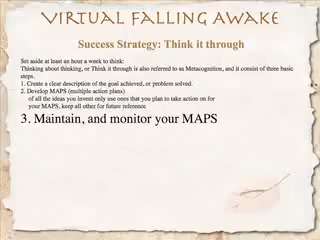 Virtual Falling Awake
Success Strategy: Think it through
Set aside at least an hour a week to think:
Thinking about thinking, or Think it through is also referred to as Metacognition, and it consist of three basic
steps.
1. Create a clear description of the goal achieved, or problem solved.
2. Develop MAPS (multiple action plans)
of all the ideas you invent only use ones that you plan to take action on for
your MAPS, keep all other for future reference
3. Maintain, and monitor your MAPS